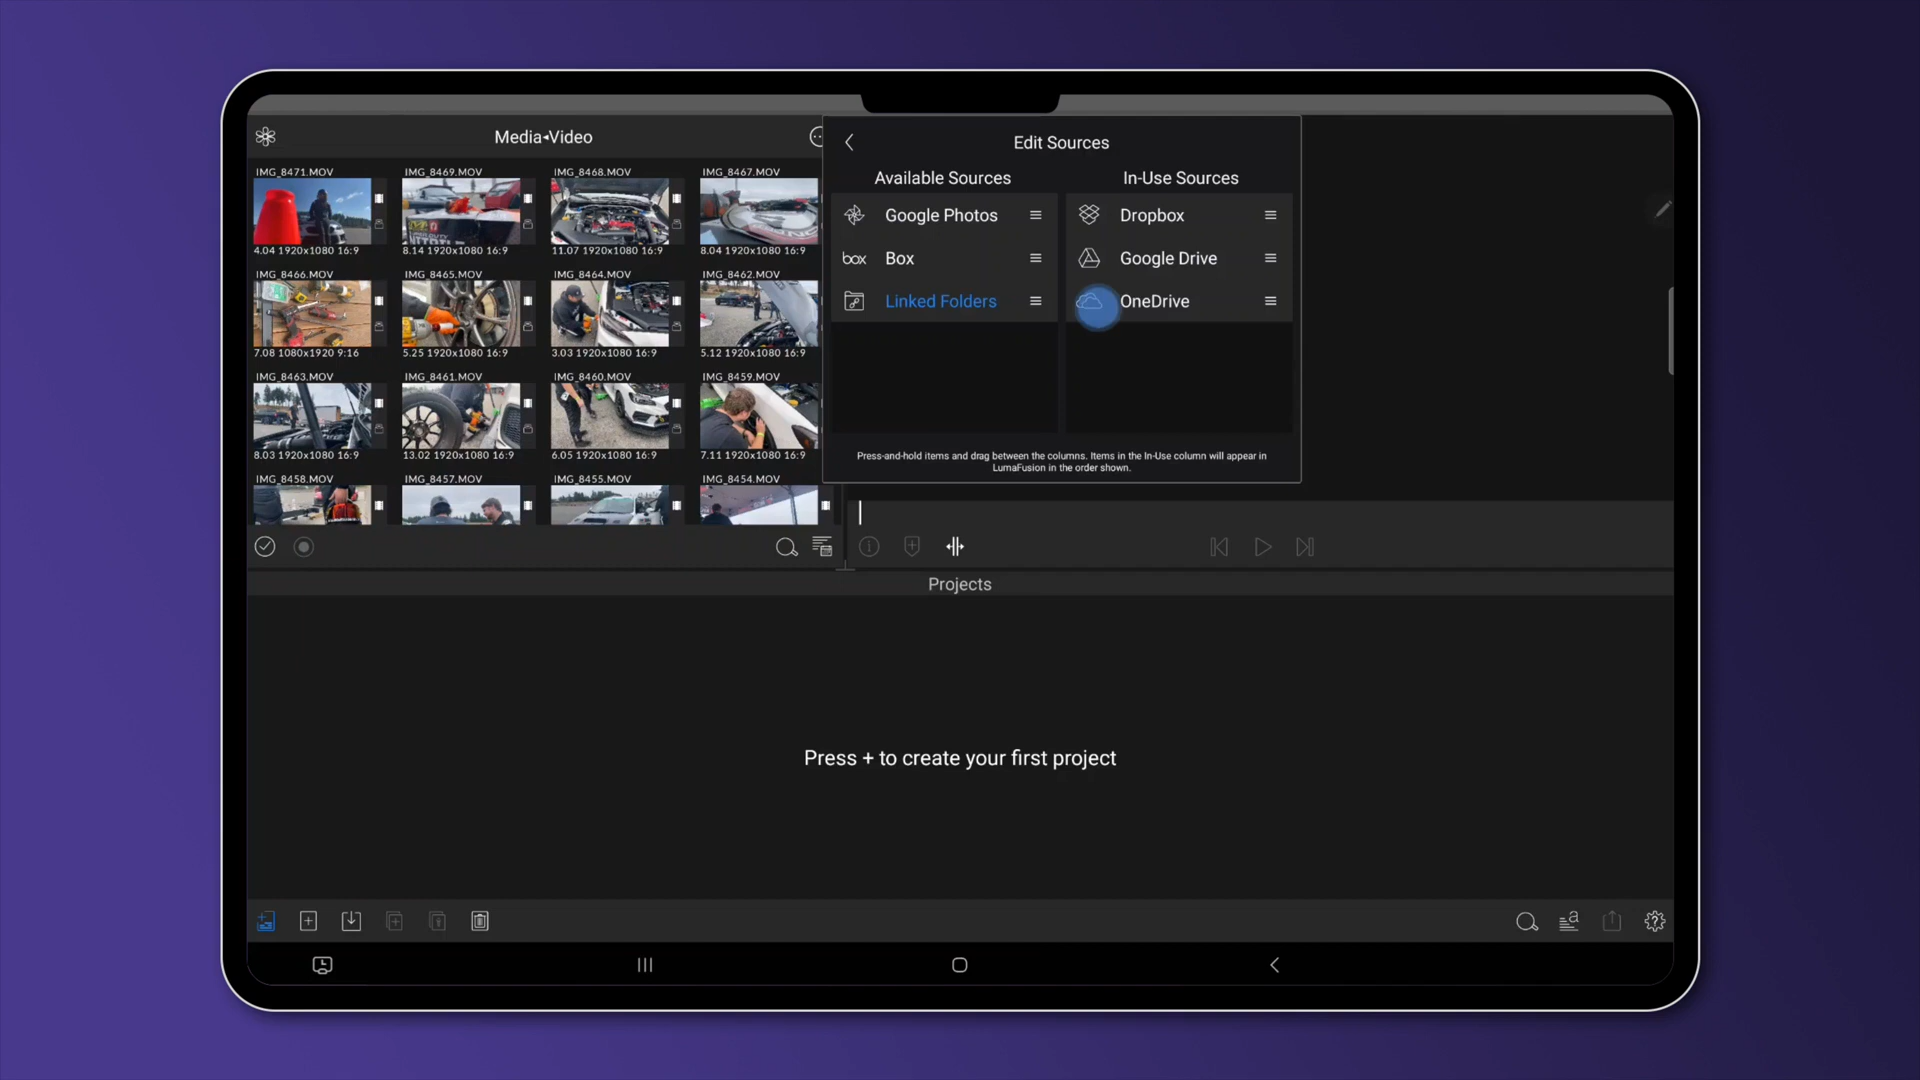 Media◂Video
IMG_8471.MOV
IMG_8469.MOV
IMG_8468.MOV
IMG_8467.MOV
4.04 1920x1080 16:9
8.14 1920x1080 16:9
11.07 1920x1080 16:9
8.04 1920x1080 16:9
IMG_8466.MOV
IMG_8465.MOV
IMG_8464.MOV
IMG_8462.MOV
7.08 1080x1920 9:16
5.25 1920x1080 16:9
3.03 1920x1080 16:9
5.12 1920x1080 16:9
IMG_8463.MOV
IMG_8461.MOV
IMG_8460.MOV
IMG_8459.MOV
8.03 1920x1080 16:9
13.02 1920x1080 16:9
6.05 1920x1080 16:9
7.11 1920x1080 16:9
IMG_8458.MOV
IMG_8457.MOV
IMG_8455.MOV
IMG_8454.MOV
Edit Sources
Available Sources
In-Use Sources
Google Photos
Dropbox
box Box
Google Drive
Linked Folders
OneDrive
Press-and-hold items and drag between the columns. Items in the In-Use column will appear in
LumaFusion in the order shown.
Projects
Press + to create your first project